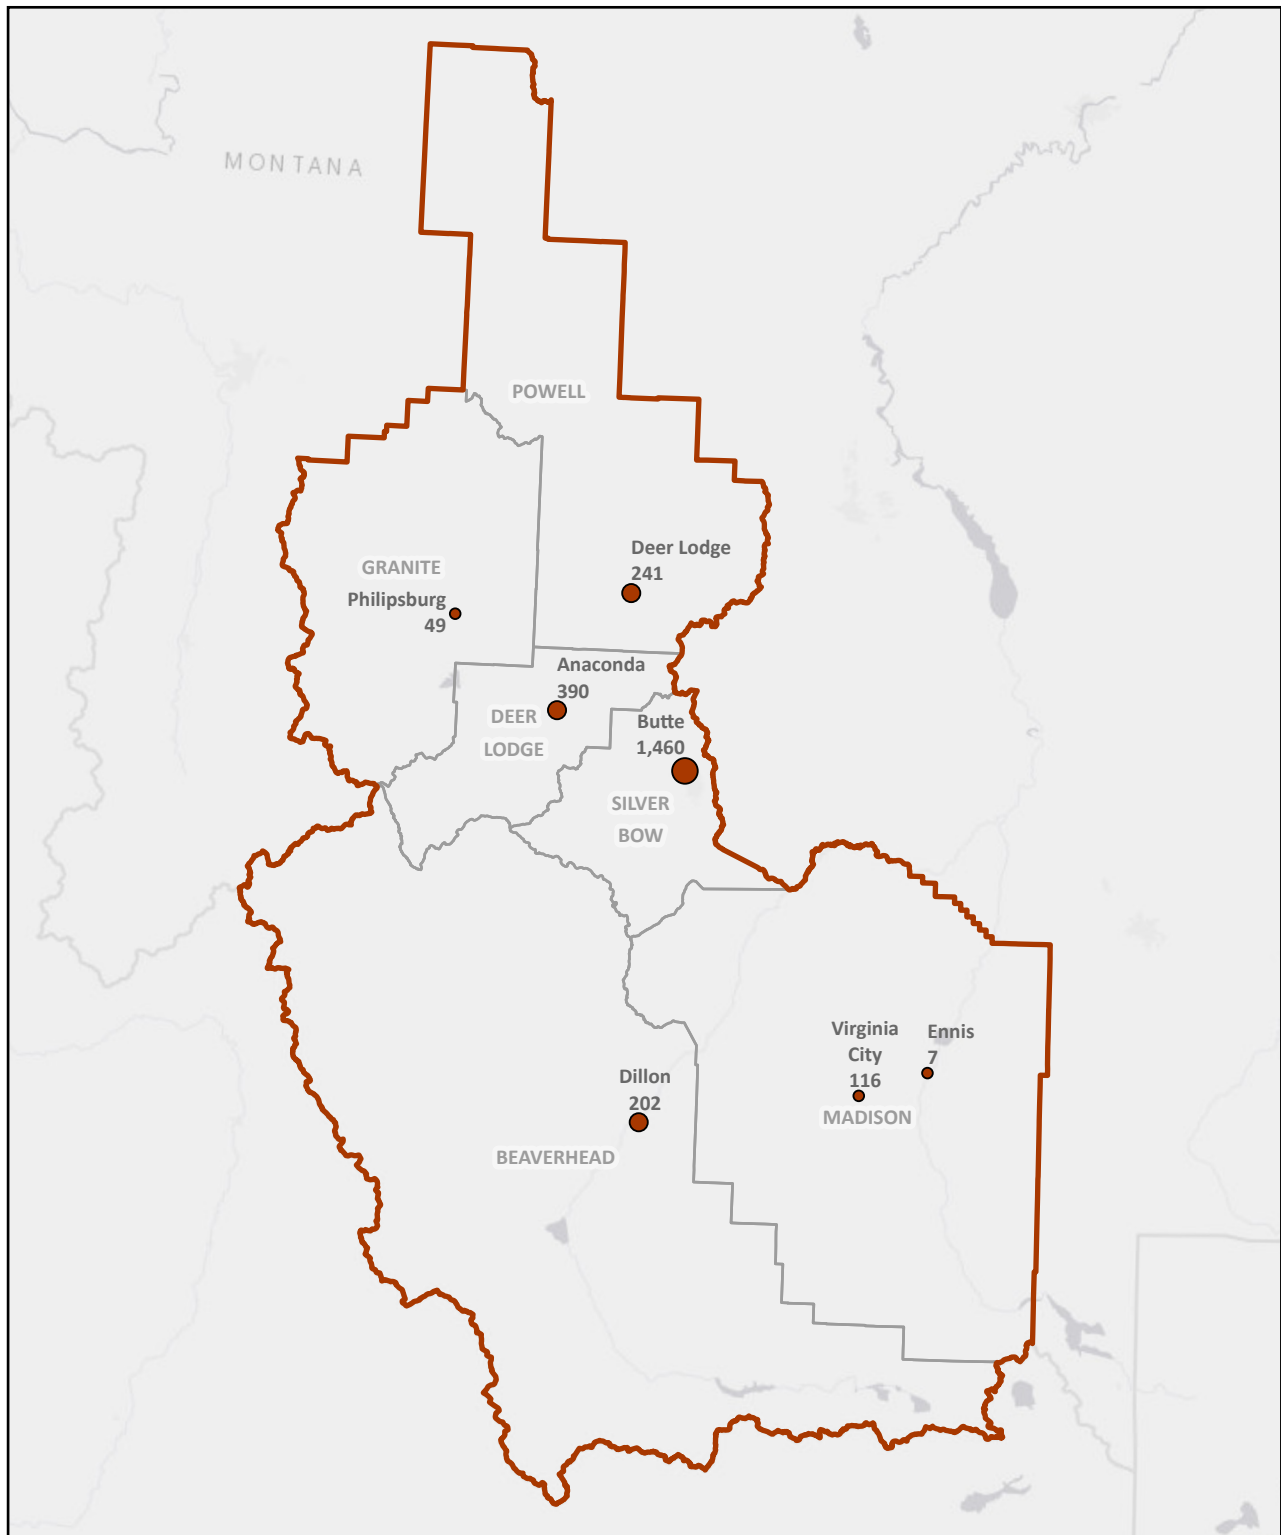 MONTANA
POWELL
Deer Lodge
241
GRANITE
Philipsburg
49
Anaconda
390
DEER
LODGE
Butte
1,460
SILVER
BOW
Virginia
City
116
Ennis
7
MADISON
Dillon
202
BEAVERHEAD